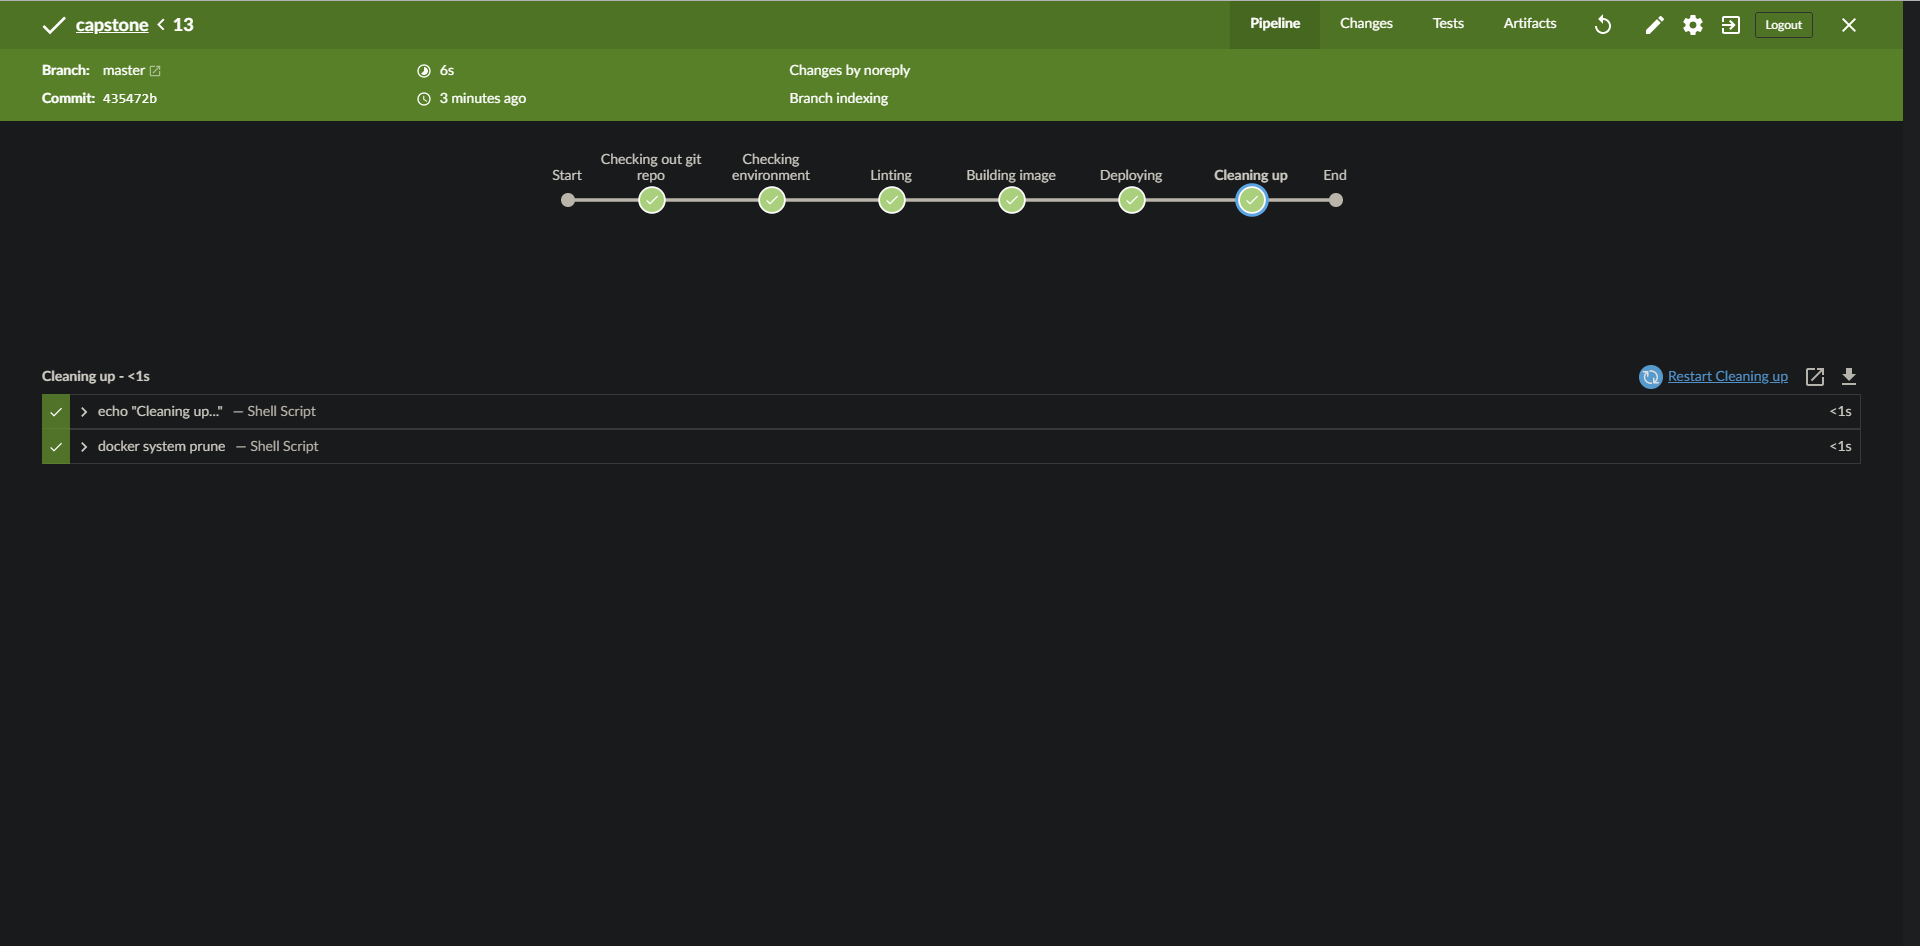 capstone < 13
Pipeline
Changes
Tests
Artifacts
Logout
Branch: master
Commit: 435472b
6s
3 minutes ago
Changes by noreply
Branch indexing
Start
Checking out git
repo
Checking
environment
Linting
Building image
Deploying
Cleaning up
End
Cleaning up - <1s
Restart Cleaning up
echo "Cleaning up..." — Shell Script <1s
docker system prune — Shell Script <1s